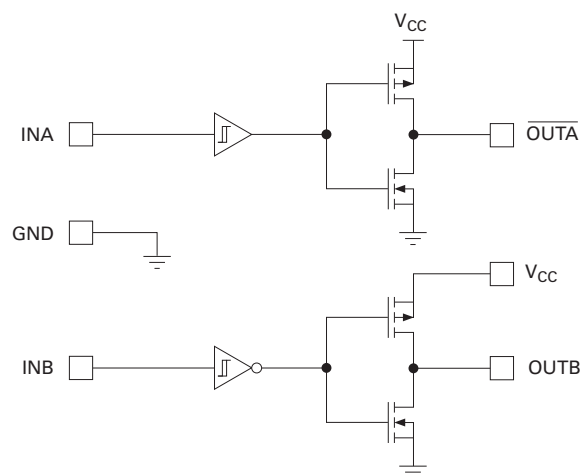 V_CC
INA
OUTA
GND
V_CC
INB
OUTB